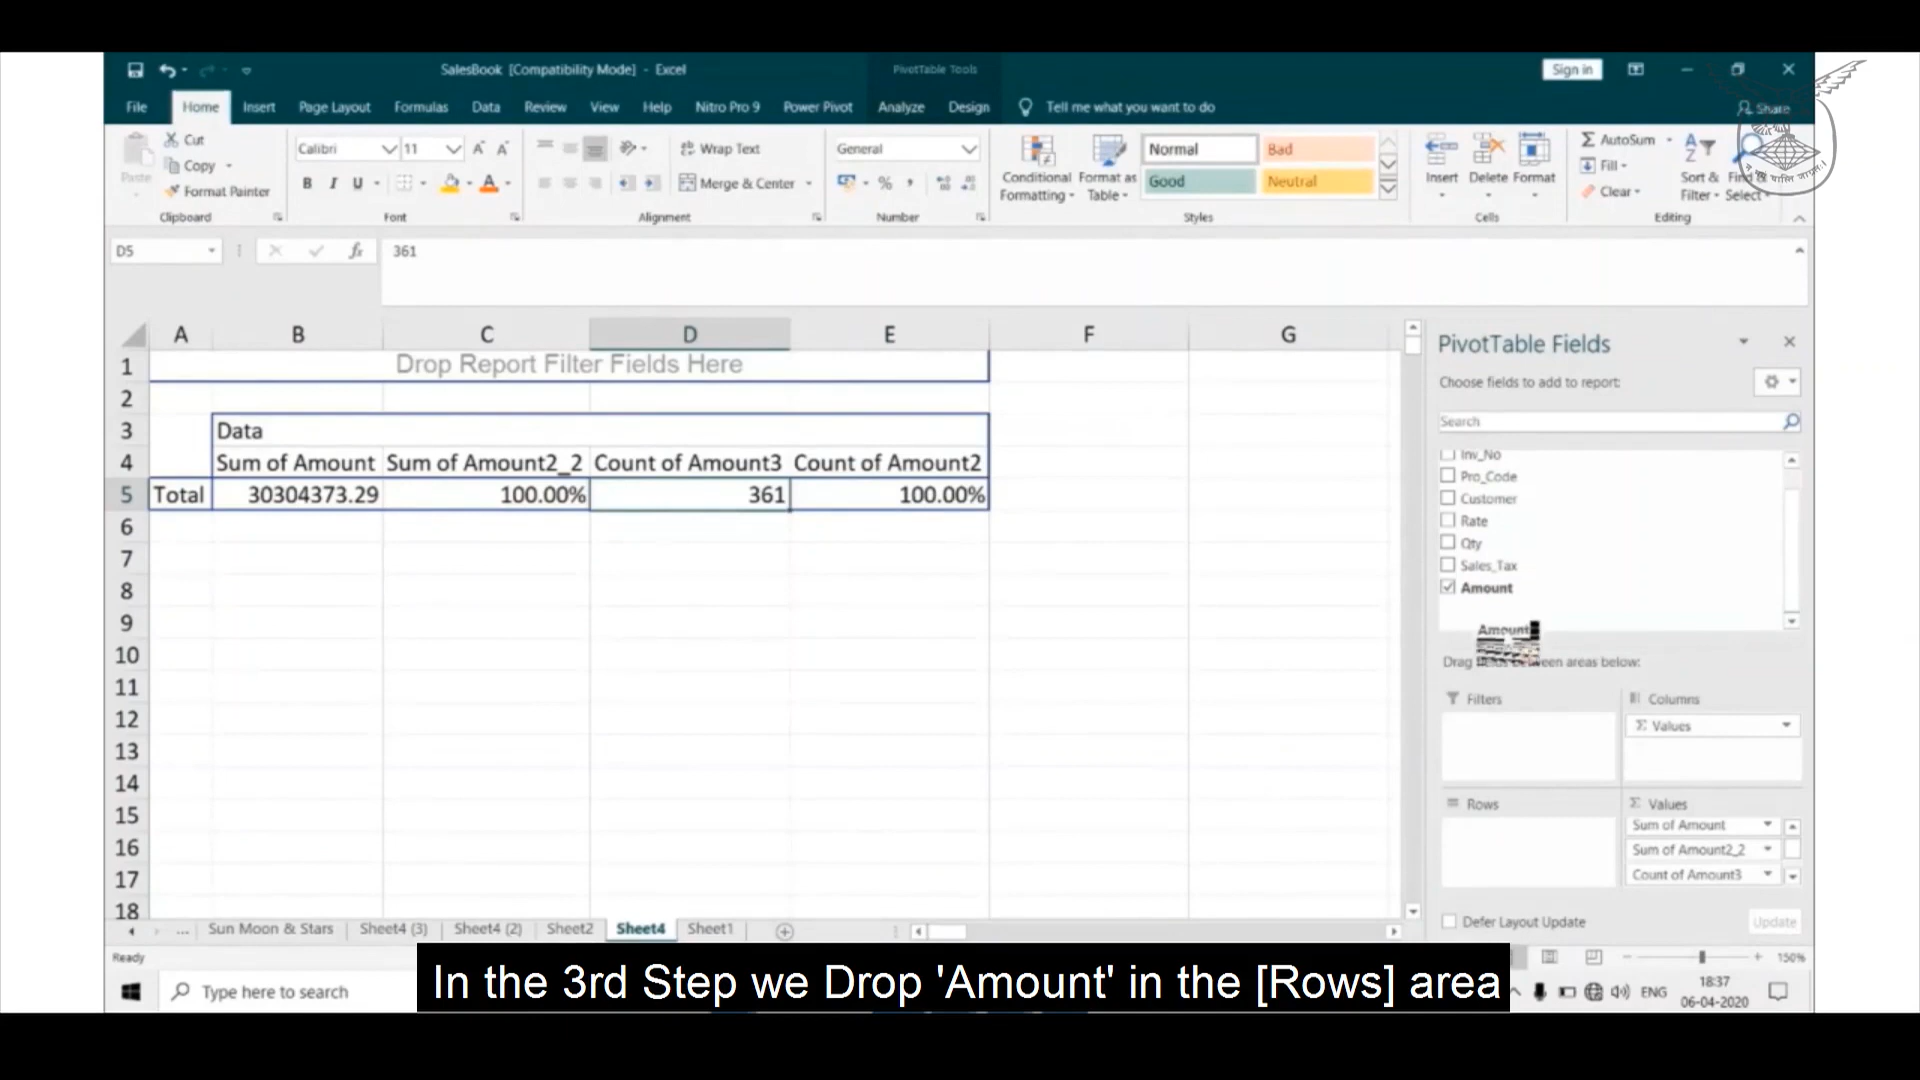 SalesBook [Compatibility Mode] - Excel
PivotTable Tools
Sign in
File Home Insert Page Layout Formulas Data Review View Help Nitro Pro 9 Power Pivot Analyze Design Tell me what you want to do Share
Paste
Cut
Copy
Format Painter
Clipboard
Calibri 11
B I U
Font
Wrap Text
Merge & Center
Alignment
General
%
Number
Conditional Formatting
Format as Table
Normal Bad
Good Neutral
Styles
Insert Delete Format
Cells
AutoSum
Fill
Clear
Sort & Filter
Find & Select
Editing
D5 fx 361
A B C D E F G
1 Drop Report Filter Fields Here
2
3 Data
4 Sum of Amount Sum of Amount2_2 Count of Amount3 Count of Amount2
5 Total 30304373.29 100.00% 361 100.00%
6
7
8
9
10
11
12
13
14
15
16
17
18
PivotTable Fields
Choose fields to add to report:
Search
Inv_No
Pro_Code
Customer
Rate
Qty
Sales_Tax
Amount
Amount
Drag fields between areas below:
Filters
Columns
Σ Values
Rows
Σ Values
Sum of Amount
Sum of Amount2_2
Count of Amount3
Defer Layout Update
Update
... Sun Moon & Stars Sheet4 (3) Sheet4 (2) Sheet2 Sheet4 Sheet1
Ready
150%
In the 3rd Step we Drop 'Amount' in the [Rows] area
Type here to search
ENG
18:37
06-04-2020